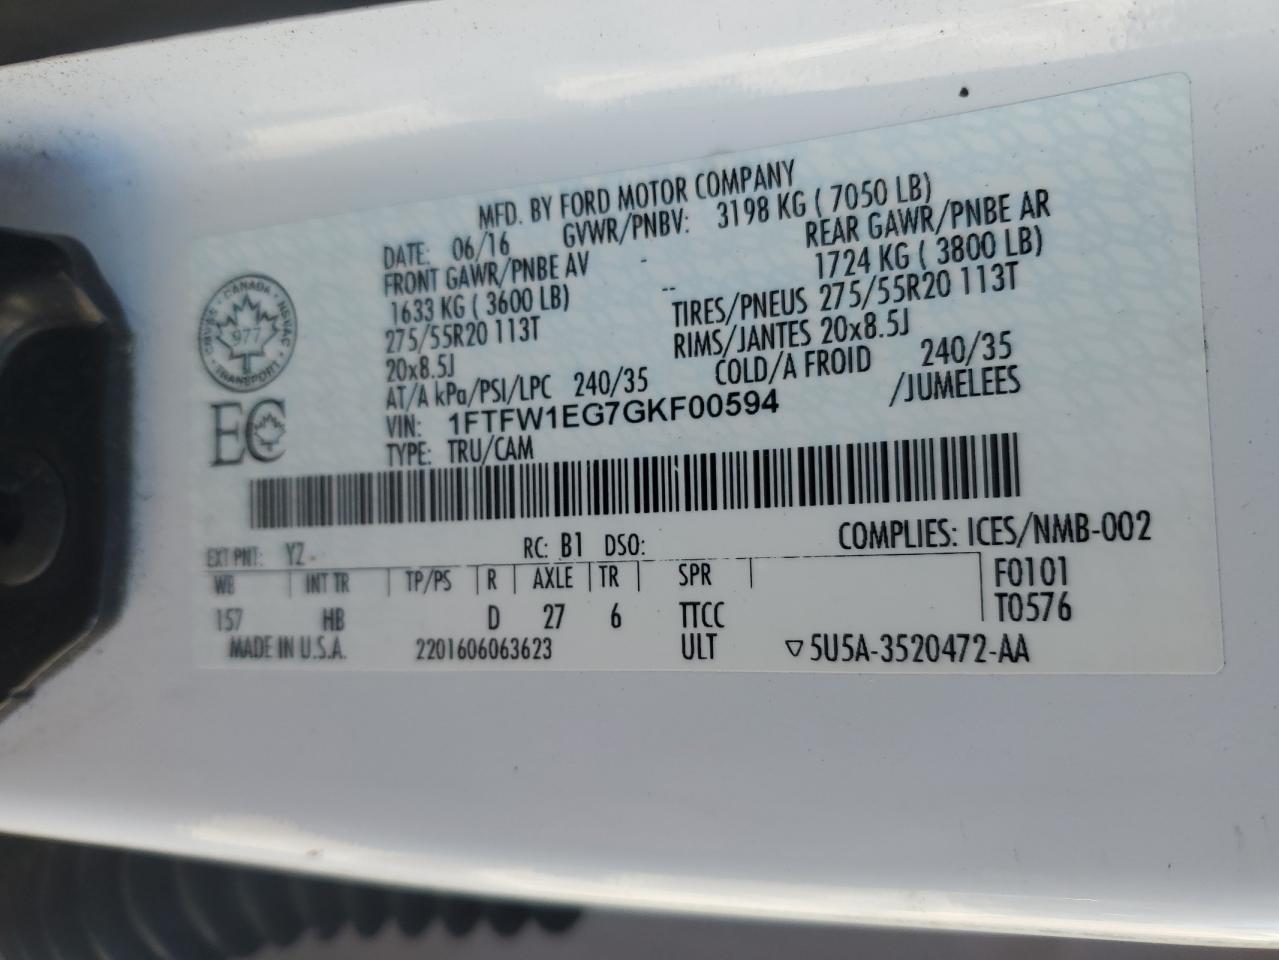 MFD. BY FORD MOTOR COMPANY
DATE: 06/16 GVWR/PNBV: 3198 KG ( 7050 LB)
FRONT GAWR/PNBE AV REAR GAWR/PNBE AR
1633 KG ( 3600 LB) 1724 KG ( 3800 LB)
275/55R20 113T TIRES/PNEUS 275/55R20 113T
20x8.5J RIMS/JANTES 20x8.5J
AT/A kPa/PSI/LPC 240/35 COLD/A FROID 240/35
VIN: 1FTFW1EG7GKF00594 /JUMELEES
TYPE: TRU/CAM
CANADA
977
TRANSPORT
EC
EXT PNT: YZ RC: B1 DSO: COMPLIES: ICES/NMB-002
WB INT TR TP/PS R AXLE TR SPR F0101
157 HB D 27 6 TTCC T0576
MADE IN U.S.A. 2201606063623 ULT ▽5U5A-3520472-AA